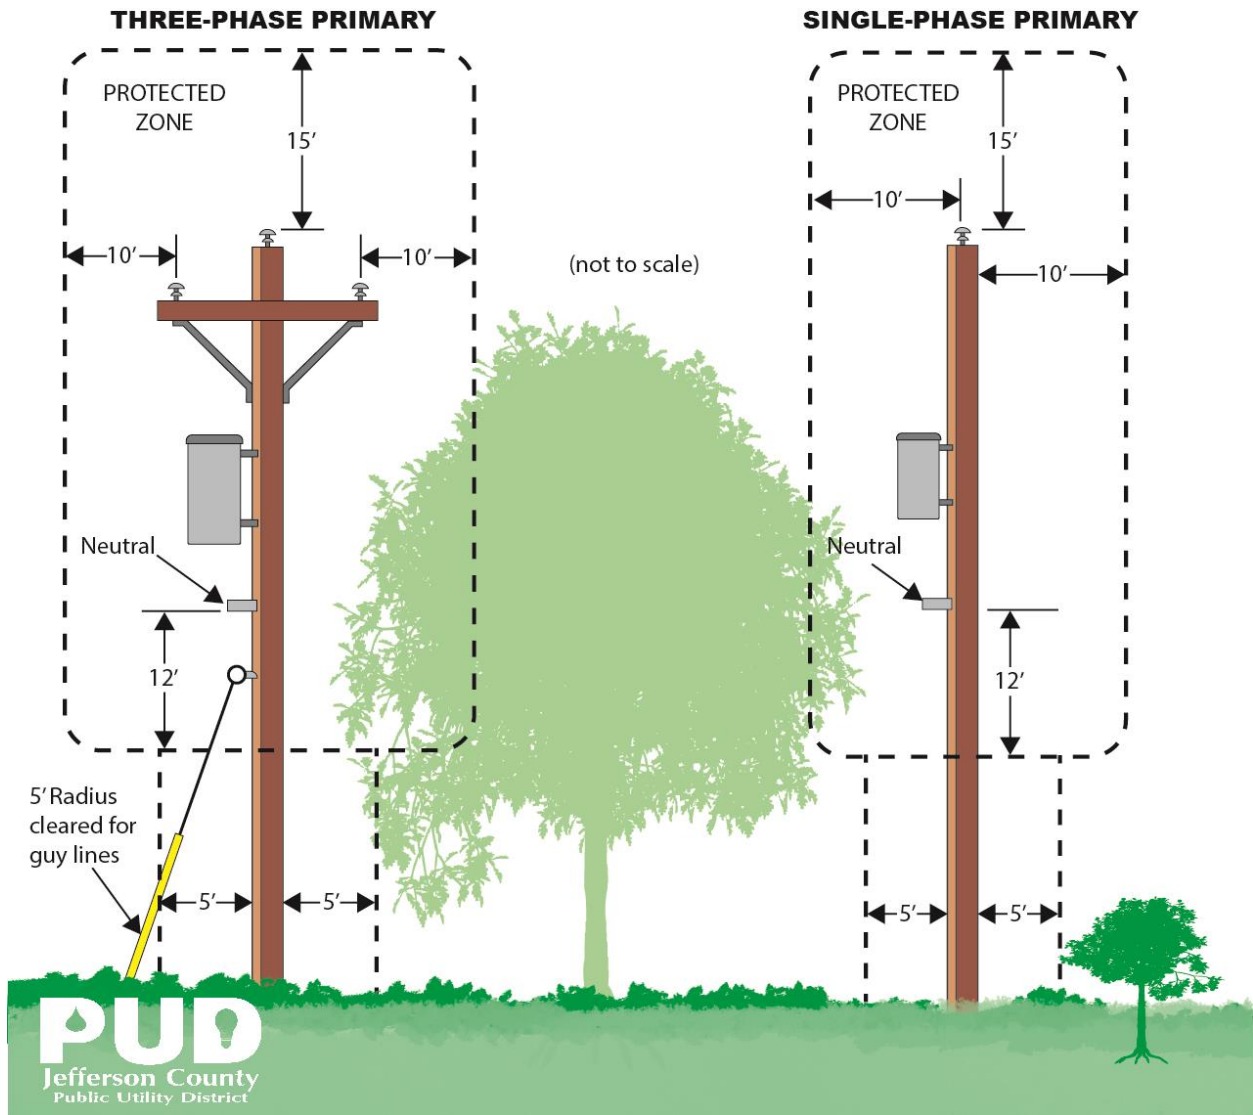 THREE-PHASE PRIMARY
PROTECTED
ZONE
15'
10'
10'
Neutral
12'
5' Radius
cleared for
guy lines
5'
5'
(not to scale)
SINGLE-PHASE PRIMARY
PROTECTED
ZONE
15'
10'
10'
Neutral
12'
5'
5'
PUD
Jefferson County
Public Utility District